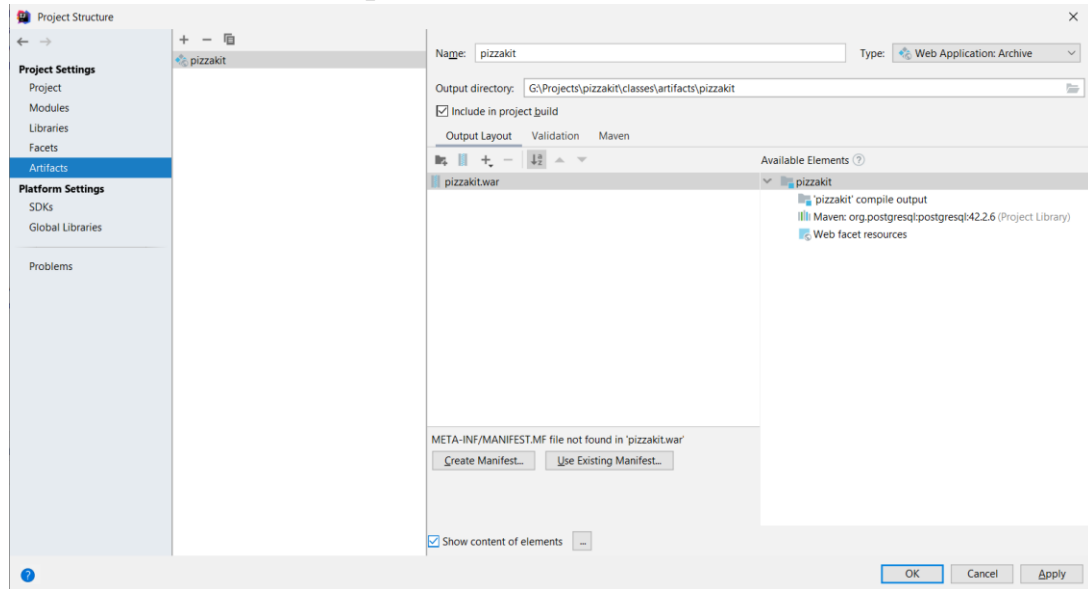 Project Structure
Project Settings
Project
Modules
Libraries
Facets
Artifacts
Platform Settings
SDKs
Global Libraries
Problems
pizzakit
Name: pizzakit Type: Web Application: Archive
Output directory: G:\Projects\pizzakit\classes\artifacts\pizzakit
Include in project build
Output Layout Validation Maven
Available Elements ?
pizzakit.war
pizzakit
'pizzakit' compile output
Maven: org.postgresql:postgresql:42.2.6 (Project Library)
Web facet resources
META-INF/MANIFEST.MF file not found in 'pizzakit.war'
Create Manifest... Use Existing Manifest...
Show content of elements ...
? OK Cancel Apply